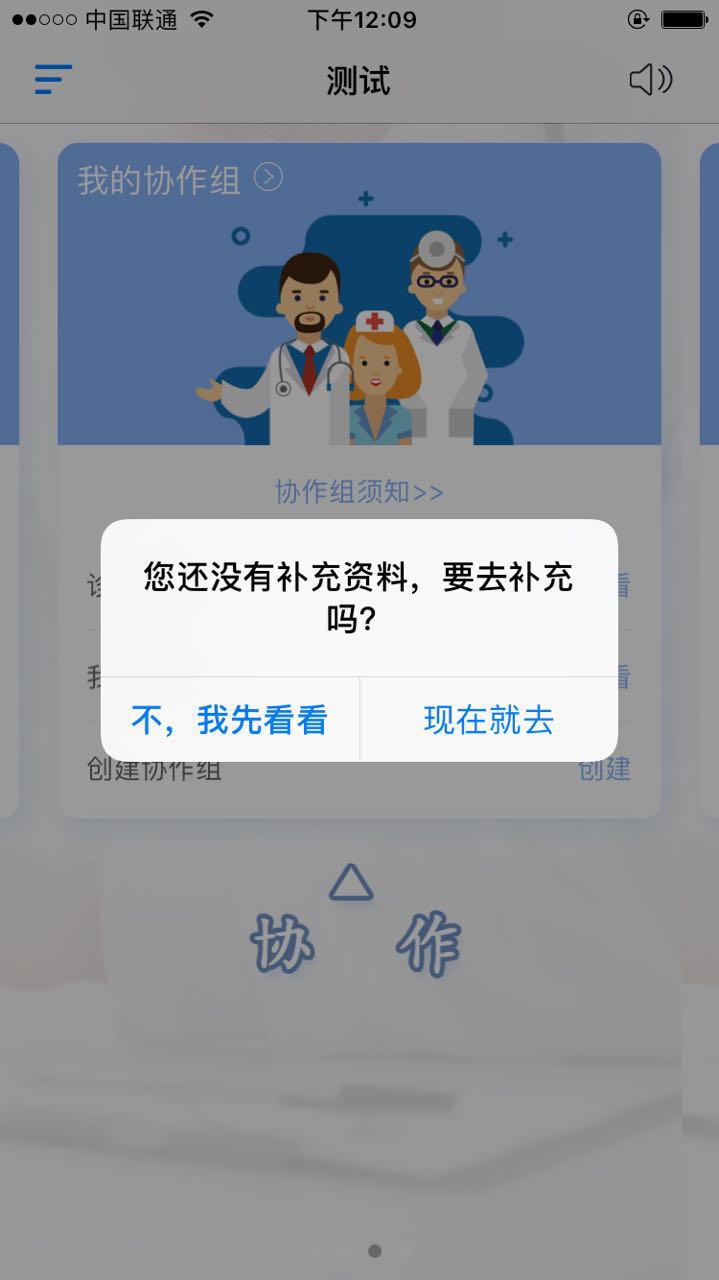 中国联通
下午12:09
测试
我的协作组
协作组须知>>
您还没有补充资料，要去补充
吗？
看
我
看
不，我先看看
现在就去
创建协作组
创建
协 作